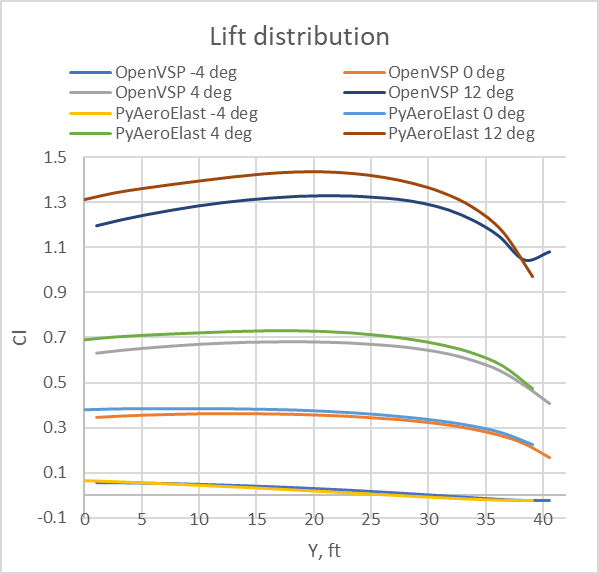 Lift distribution
OpenVSP -4 deg OpenVSP 0 deg
OpenVSP 4 deg OpenVSP 12 deg
PyAeroElast -4 deg PyAeroElast 0 deg
PyAeroElast 4 deg PyAeroElast 12 deg
1.5
1.3
1.1
0.9
Cl
0.7
0.5
0.3
0.1
-0.1
0 5 10 15 20 25 30 35 40
Y, ft